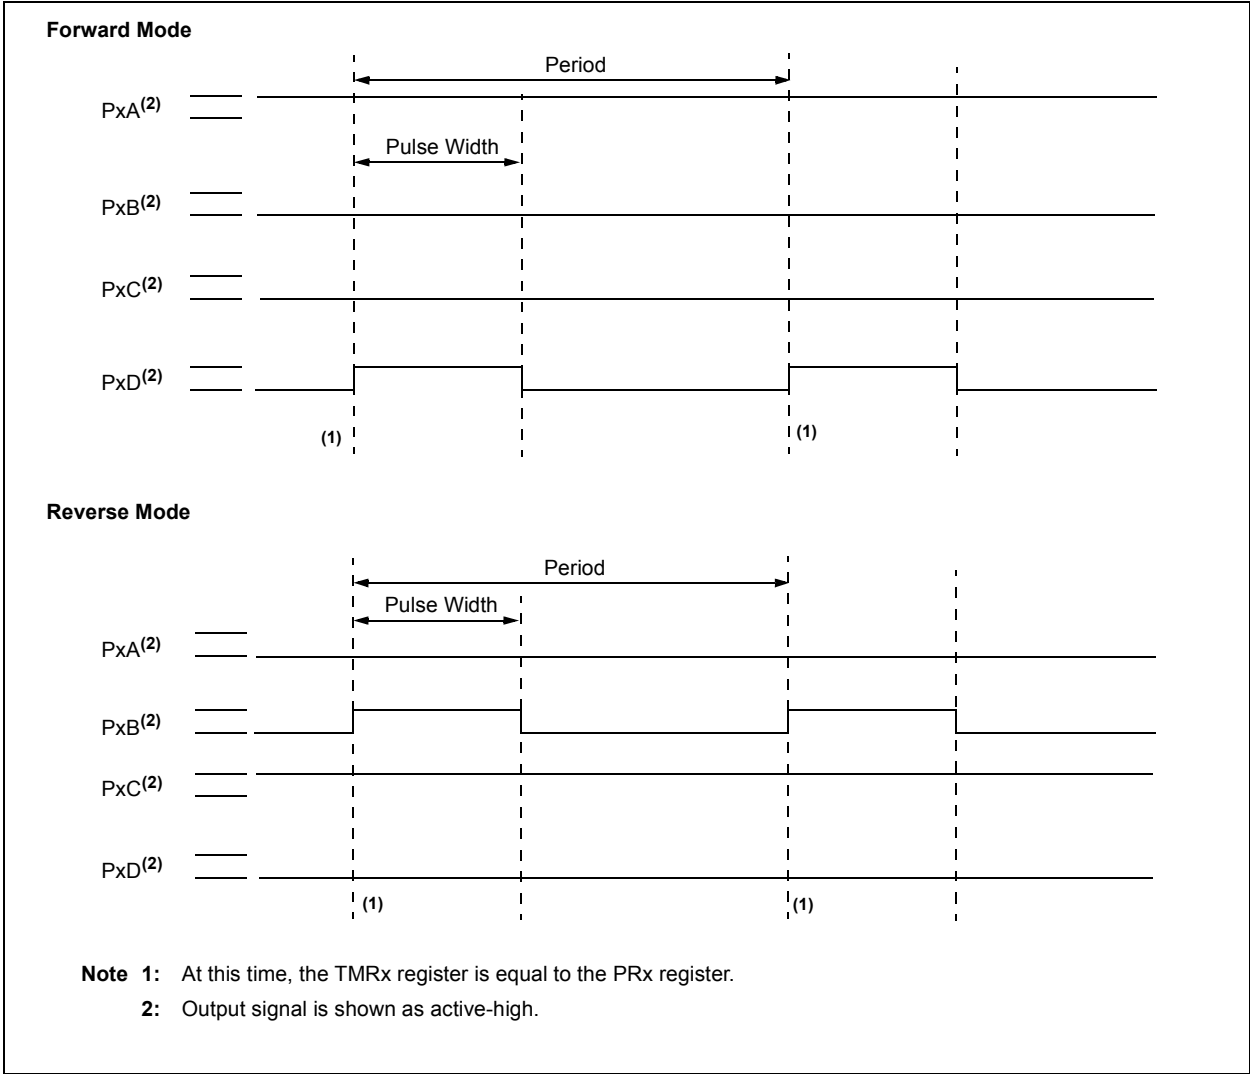 Forward Mode
Period
PxA(2)
Pulse Width
PxB(2)
PxC(2)
PxD(2)
(1) (1)
Reverse Mode
Period
Pulse Width
PxA(2)
PxB(2)
PxC(2)
PxD(2)
(1) (1)
Note 1: At this time, the TMRx register is equal to the PRx register.
2: Output signal is shown as active-high.